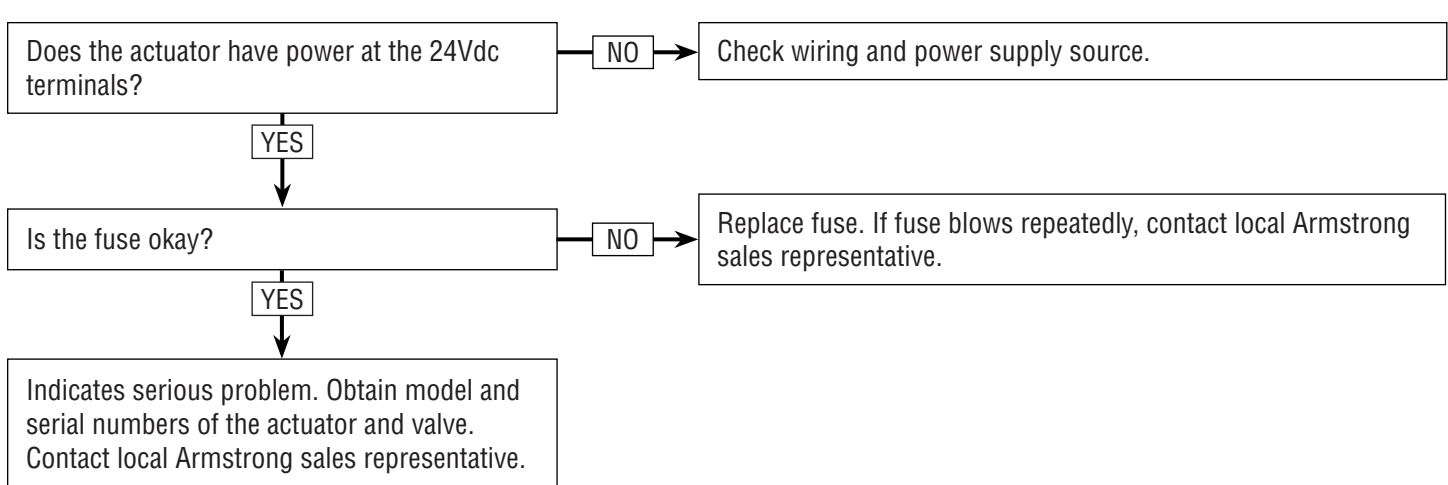 Does the actuator have power at the 24Vdc
terminals?
NO
Check wiring and power supply source.
YES
Is the fuse okay?
NO
Replace fuse. If fuse blows repeatedly, contact local Armstrong
sales representative.
YES
Indicates serious problem. Obtain model and
serial numbers of the actuator and valve.
Contact local Armstrong sales representative.